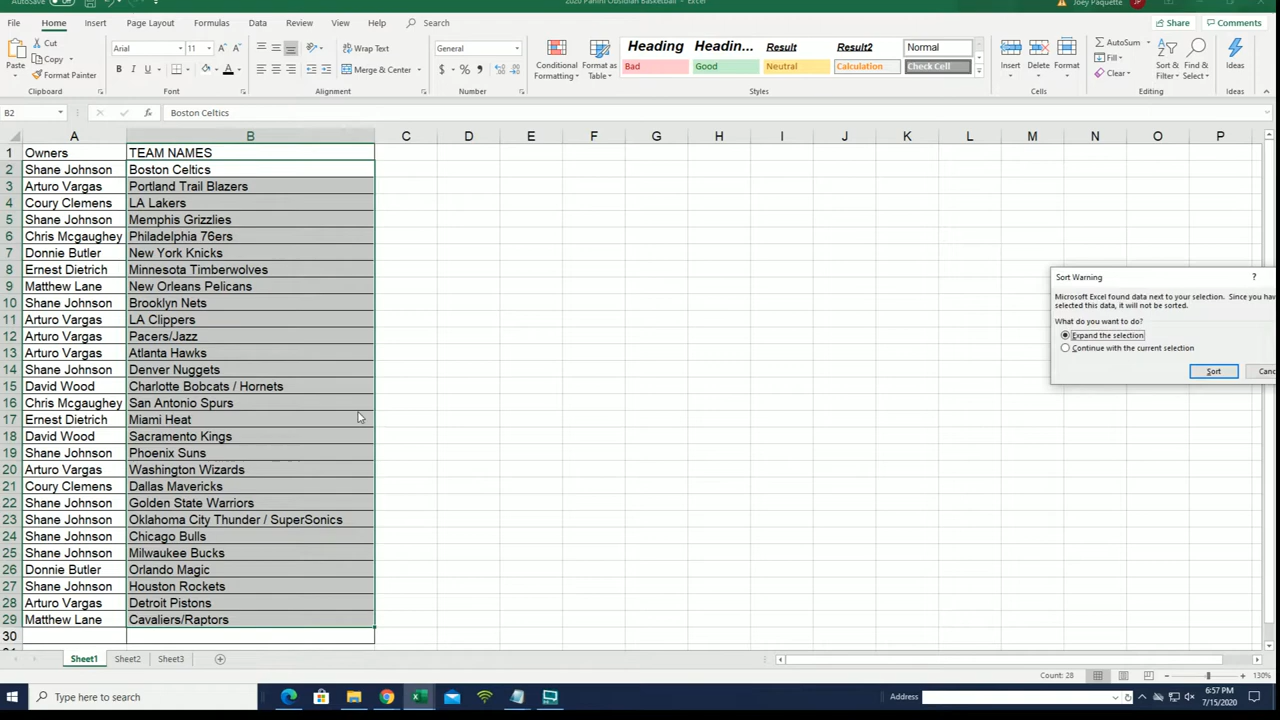 AutoSave Off 2020 Panini Obsidian Basketball - Excel Joey Paquette JP
File Home Insert Page Layout Formulas Data Review View Help Search Share Comments
Paste Cut Copy Format Painter Clipboard
Arial 11 A A B I U A Font
Wrap Text Merge & Center Alignment
General $ % , Number
Conditional Formatting Format as Table
Heading Headin... Result Result2 Normal
Bad Good Neutral Calculation Check Cell
Styles
Insert Delete Format Cells
AutoSum Fill Clear Sort & Filter Find & Select Editing
Ideas Ideas
B2 fx Boston Celtics
A B C D E F G H I J K L M N O P
1 Owners TEAM NAMES
2 Shane Johnson Boston Celtics
3 Arturo Vargas Portland Trail Blazers
4 Coury Clemens LA Lakers
5 Shane Johnson Memphis Grizzlies
6 Chris Mcgaughey Philadelphia 76ers
7 Donnie Butler New York Knicks
8 Ernest Dietrich Minnesota Timberwolves
9 Matthew Lane New Orleans Pelicans
10 Shane Johnson Brooklyn Nets
11 Arturo Vargas LA Clippers
12 Arturo Vargas Pacers/Jazz
13 Arturo Vargas Atlanta Hawks
14 Shane Johnson Denver Nuggets
15 David Wood Charlotte Bobcats / Hornets
16 Chris Mcgaughey San Antonio Spurs
17 Ernest Dietrich Miami Heat
18 David Wood Sacramento Kings
19 Shane Johnson Phoenix Suns
20 Arturo Vargas Washington Wizards
21 Coury Clemens Dallas Mavericks
22 Shane Johnson Golden State Warriors
23 Shane Johnson Oklahoma City Thunder / SuperSonics
24 Shane Johnson Chicago Bulls
25 Shane Johnson Milwaukee Bucks
26 Donnie Butler Orlando Magic
27 Shane Johnson Houston Rockets
28 Arturo Vargas Detroit Pistons
29 Matthew Lane Cavaliers/Raptors
30
Sort Warning ?
Microsoft Excel found data next to your selection. Since you have
selected this data, it will not be sorted.
What do you want to do?
Expand the selection
Continue with the current selection
Sort Canc
Sheet1 Sheet2 Sheet3
Count: 28 130%
Type here to search Address 6:57 PM
7/15/2020